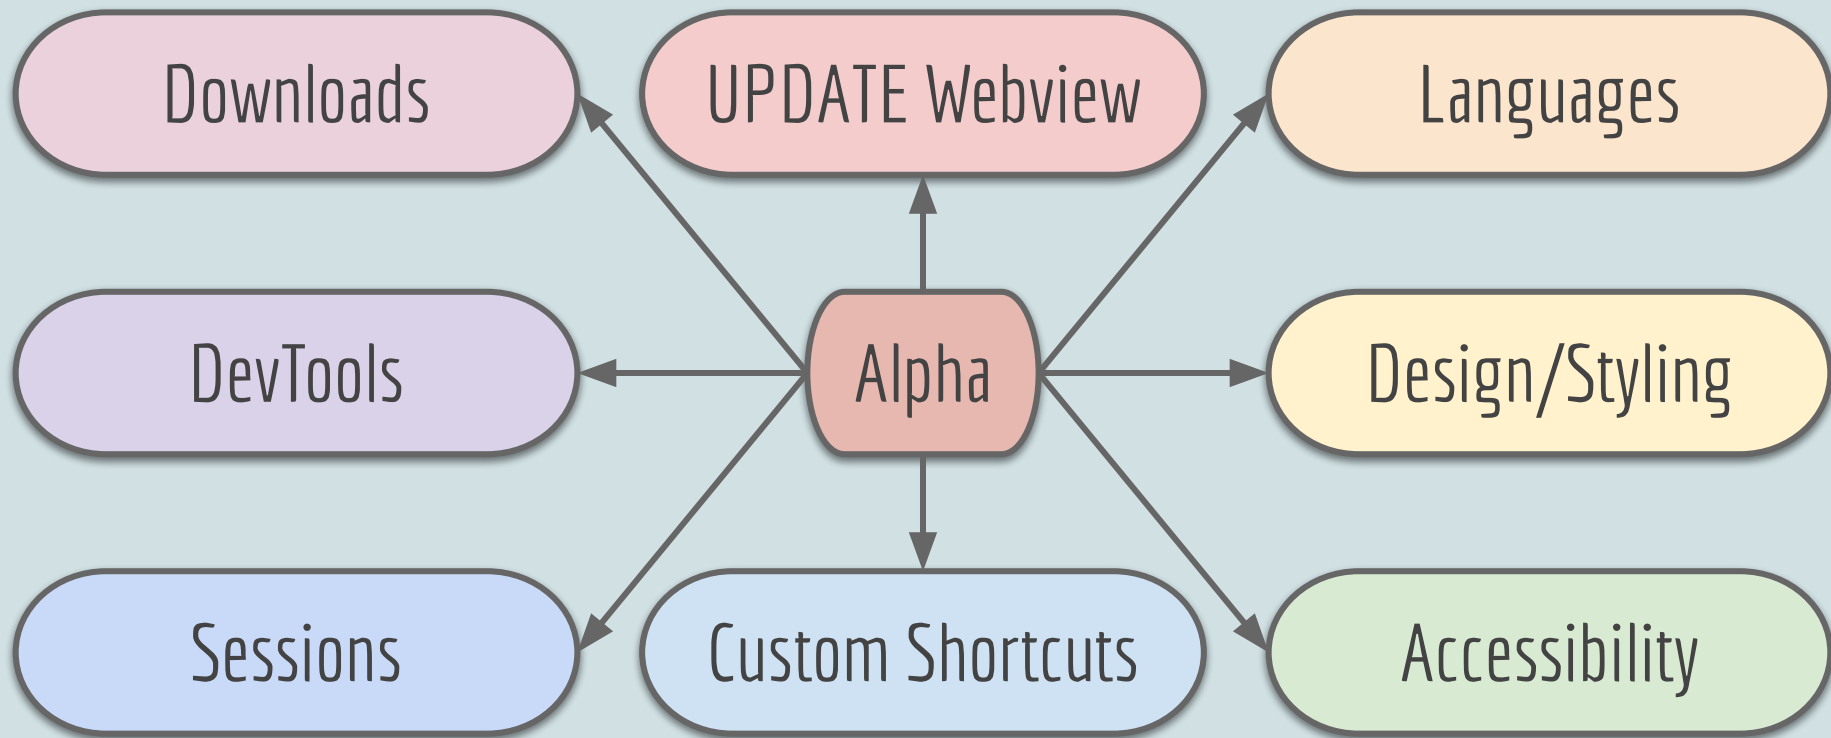 Downloads
UPDATE Webview
Languages
DevTools
Alpha
Design/Styling
Sessions
Custom Shortcuts
Accessibility